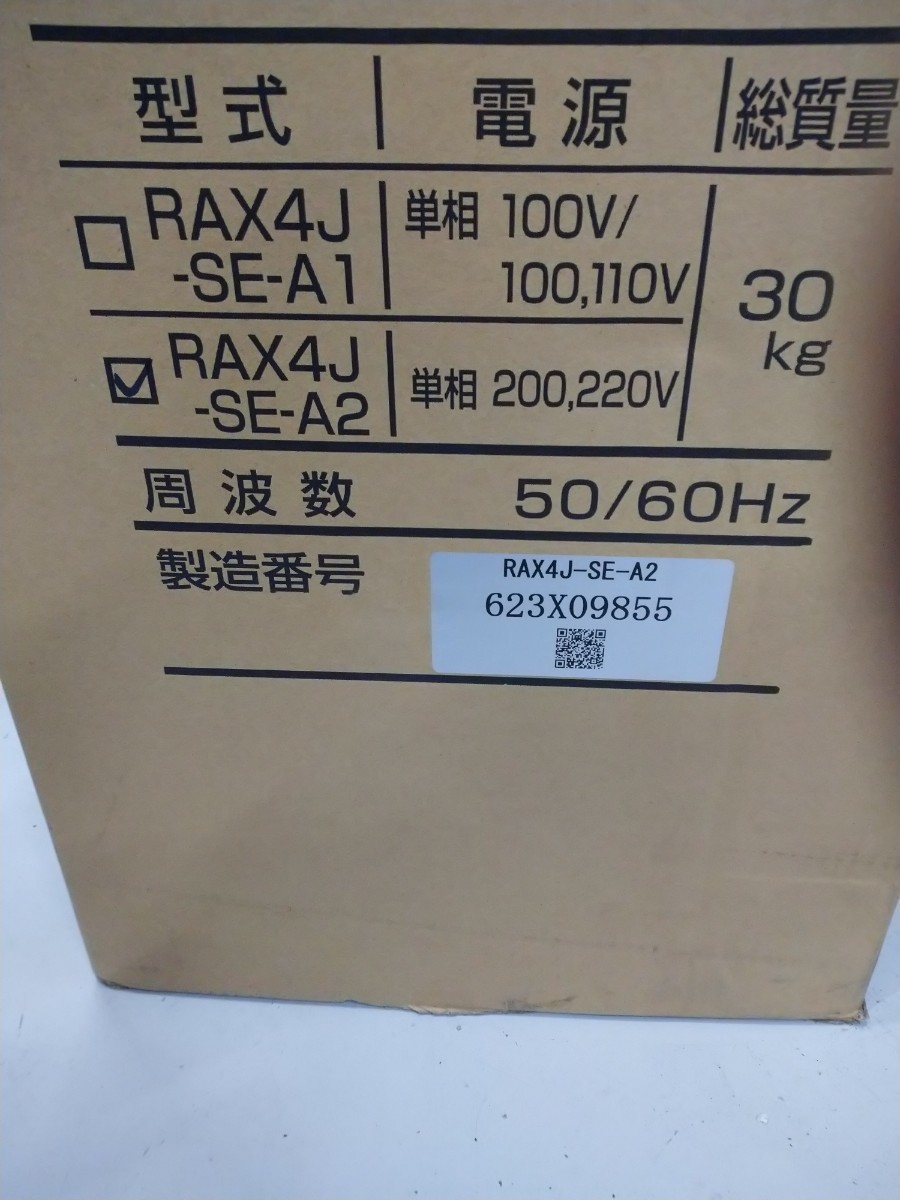 型式 電源 総質量
RAX4J 単相 100V/
-SE-A1 100,110V
30
kg
RAX4J
-SE-A2 単相 200,220V
周波数 50/60Hz
製造番号
RAX4J-SE-A2
623X09855